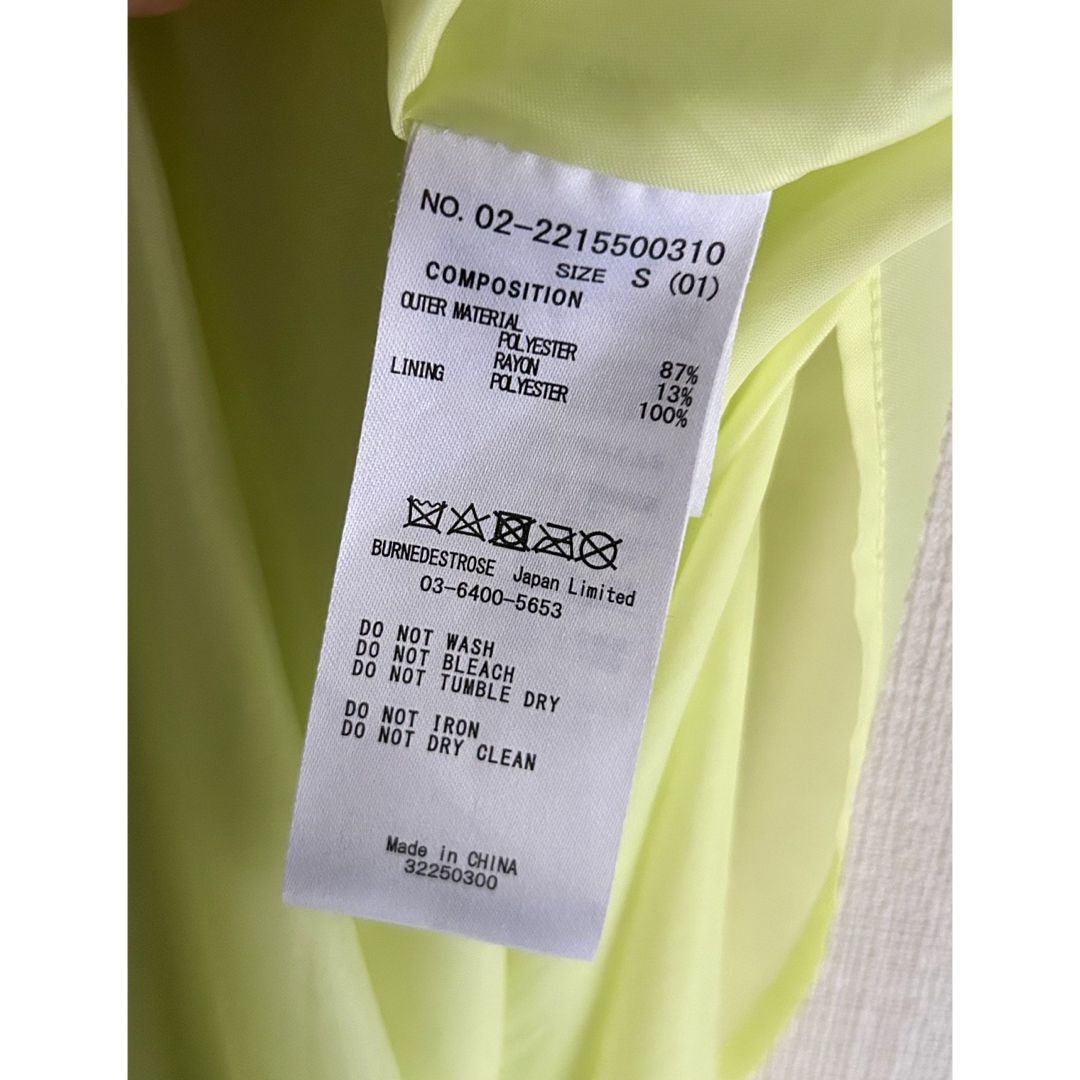 NO. 02-2215500310
SIZE S (01)
COMPOSITION
OUTER MATERIAL
POLYESTER 87%
RAYON 13%
LINING POLYESTER 100%
BURNEDESTROSE Japan Limited
03-6400-5653
DO NOT WASH
DO NOT BLEACH
DO NOT TUMBLE DRY
DO NOT IRON
DO NOT DRY CLEAN
Made in CHINA
32250300